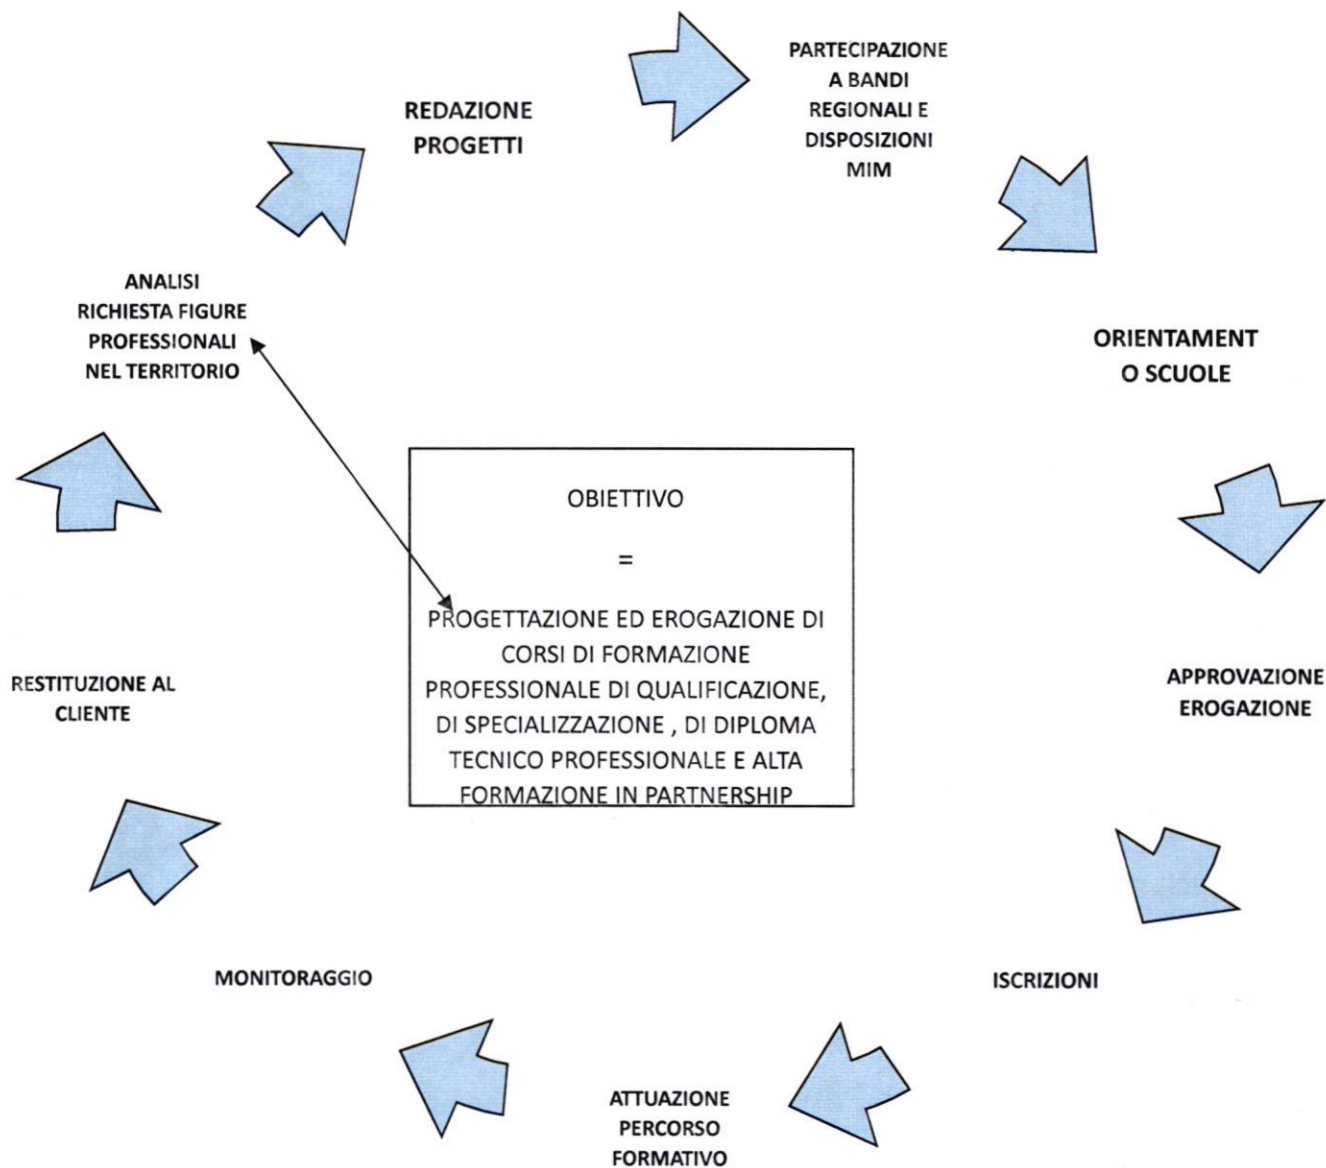 REDAZIONE
PROGETTI
PARTECIPAZIONE
A BANDI
REGIONALI E
DISPOSIZIONI
MIM
ORIENTAMENT
O SCUOLE
APPROVAZIONE
EROGAZIONE
ISCRIZIONI
ATTUAZIONE
PERCORSO
FORMATIVO
MONITORAGGIO
RESTITUZIONE AL
CLIENTE
ANALISI
RICHIESTA FIGURE
PROFESSIONALI
NEL TERRITORIO
OBIETTIVO
=
PROGETTAZIONE ED EROGAZIONE DI
CORSI DI FORMAZIONE
PROFESSIONALE DI QUALIFICAZIONE,
DI SPECIALIZZAZIONE , DI DIPLOMA
TECNICO PROFESSIONALE E ALTA
FORMAZIONE IN PARTNERSHIP